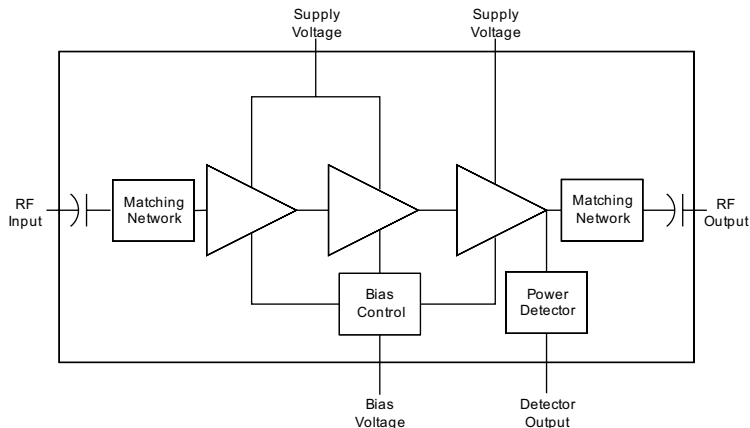 Supply
Voltage
Supply
Voltage
RF
Input
Matching
Network
Matching
Network
RF
Output
Bias
Control
Power
Detector
Bias
Voltage
Detector
Output